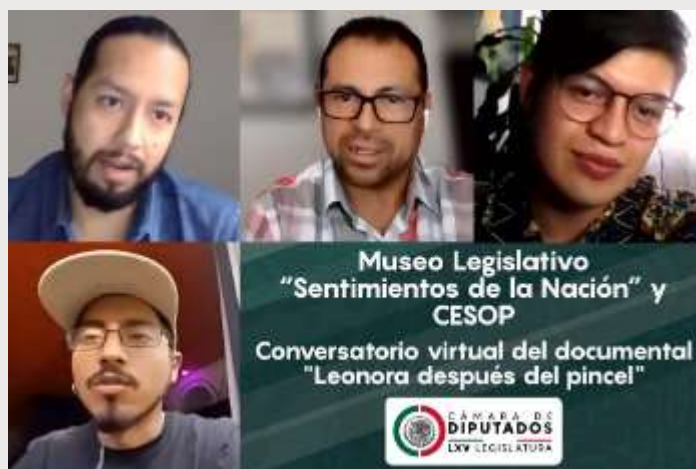 Museo Legislativo
“Sentimientos de la Nación” y
CESOP
Conversatorio virtual del documental
"Leonora después del pincel"
CÁMARA DE
DIPUTADOS
LXV LEGISLATURA